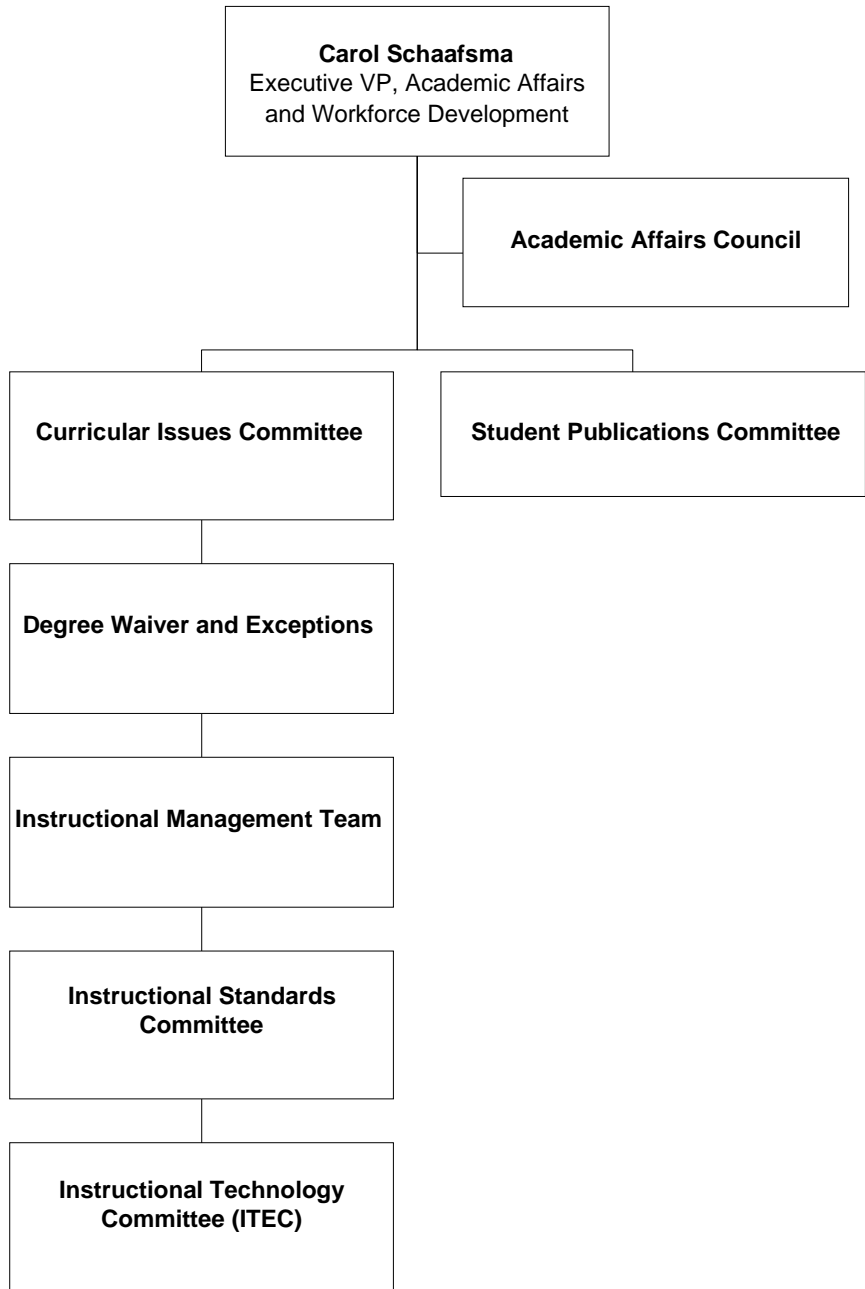 Carol Schaafsma
Executive VP, Academic Affairs
and Workforce Development
Academic Affairs Council
Curricular Issues Committee
Student Publications Committee
Degree Waiver and Exceptions
Instructional Management Team
Instructional Standards
Committee
Instructional Technology
Committee (ITEC)